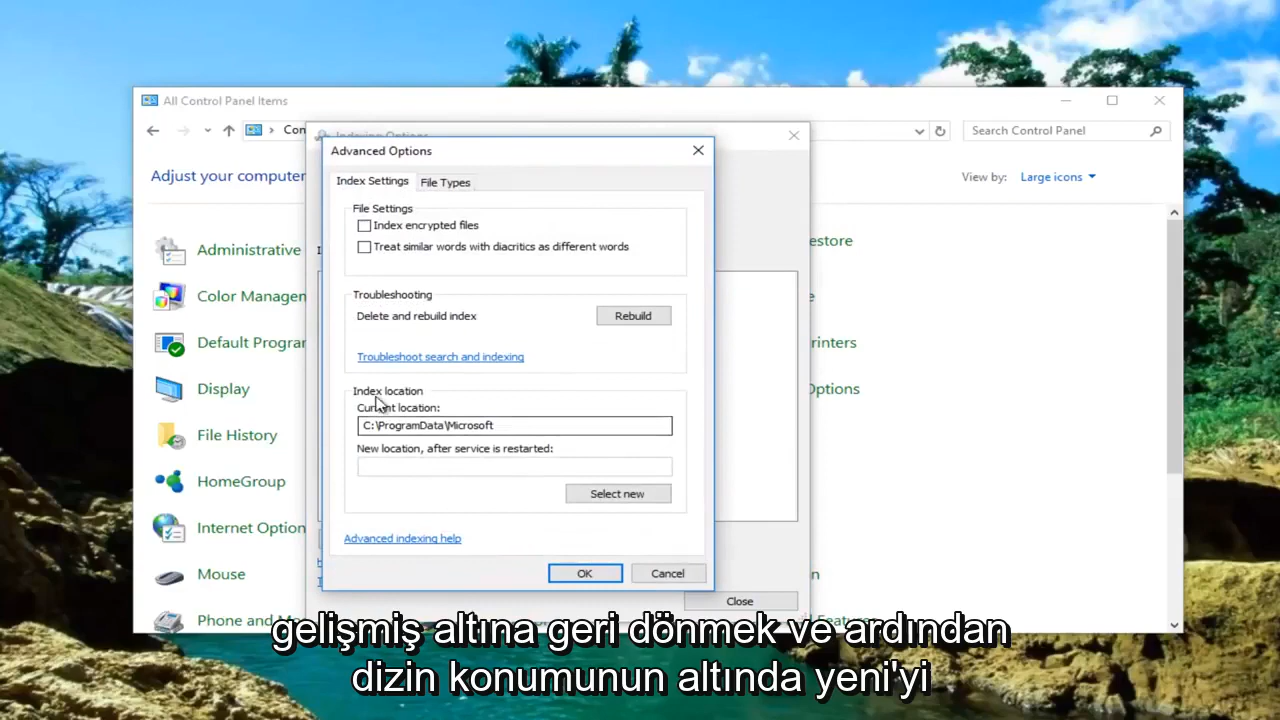 All Control Panel Items
Con
Search Control Panel
Indexing Options
Advanced Options
Adjust your computer
View by: Large icons
Index Settings
File Types
File Settings
Index encrypted files
Treat similar words with diacritics as different words
Administrative
estore
Color Managem
Troubleshooting
Delete and rebuild index
Rebuild
Default Progra
rinters
Troubleshoot search and indexing
Display
Options
Index location
Current location:
C:\ProgramData\Microsoft
File History
New location, after service is restarted:
HomeGroup
Select new
Internet Option
Advanced indexing help
Mouse
OK
Cancel
Close
Phone and M
gelişmiş altına geri dönmek ve ardından
dizin konumunun altında yeni'yi